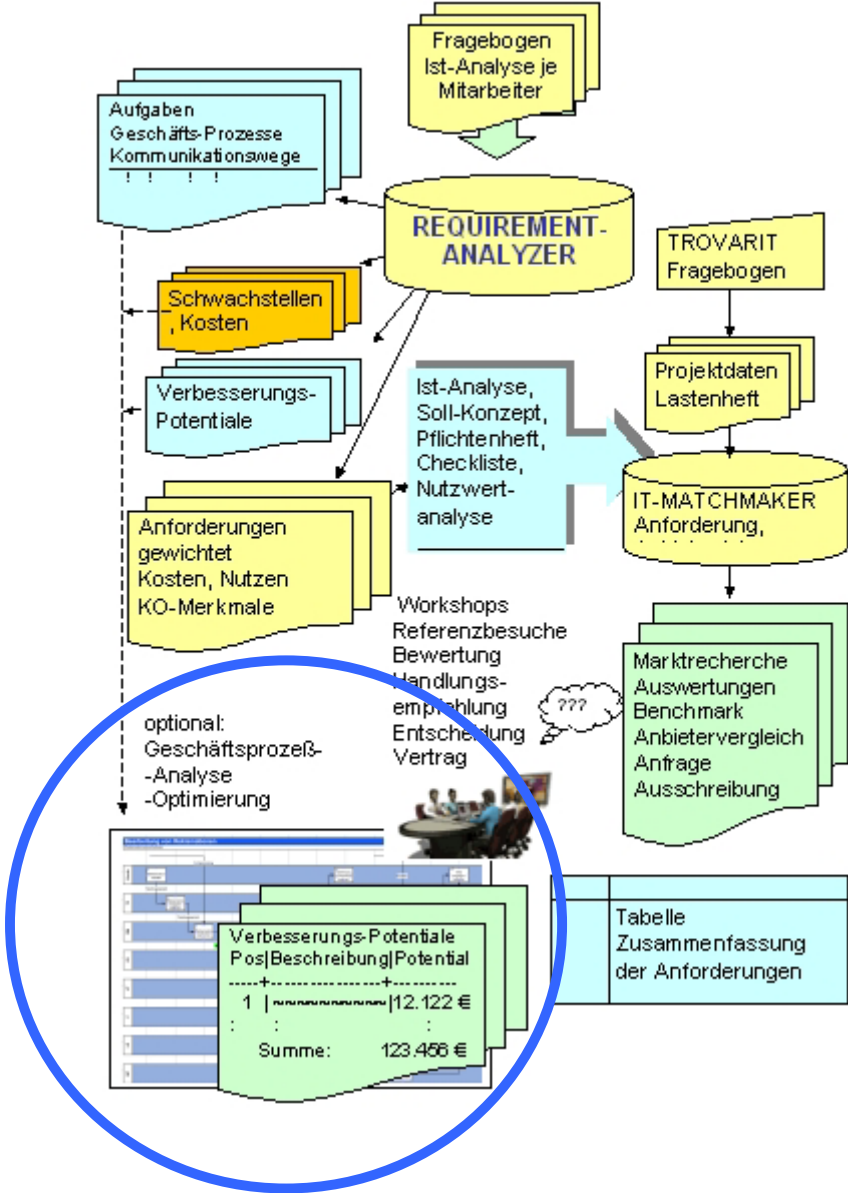 Fragebogen
Ist-Analyse je
Mitarbeiter
Aufgaben
Geschäfts-Prozesse
Kommunikationswege
! ! ! !
REQUIREMENT-
ANALYZER
TROVARIT
Fragebogen
Schwachstellen
, Kosten
Projektdaten
Lastenheft
Verbesserungs-
Potentiale
Ist-Analyse,
Soll-Konzept,
Pflichtenheft,
Checkliste,
Nutzwert-
analyse
IT-MATCHMAKER
Anforderung,
Anforderungen
gewichtet
Kosten, Nutzen
KO-Merkmale
Workshops
Referenzbesuche
Bewertung
Handlungs-
empfehlung
Entscheidung
Vertrag
???
Marktrecherche
Auswertungen
Benchmark
Anbietervergleich
Anfrage
Ausschreibung
optional:
Geschäftsprozeß-
-Analyse
-Optimierung
Verbesserungs-Potentiale
Pos|Beschreibung|Potential
-----+----------------+----------
1 |~~~~~~~~~~~|12.122 €
: : :
Summe: 123.456 €
Tabelle
Zusammenfassung
der Anforderungen